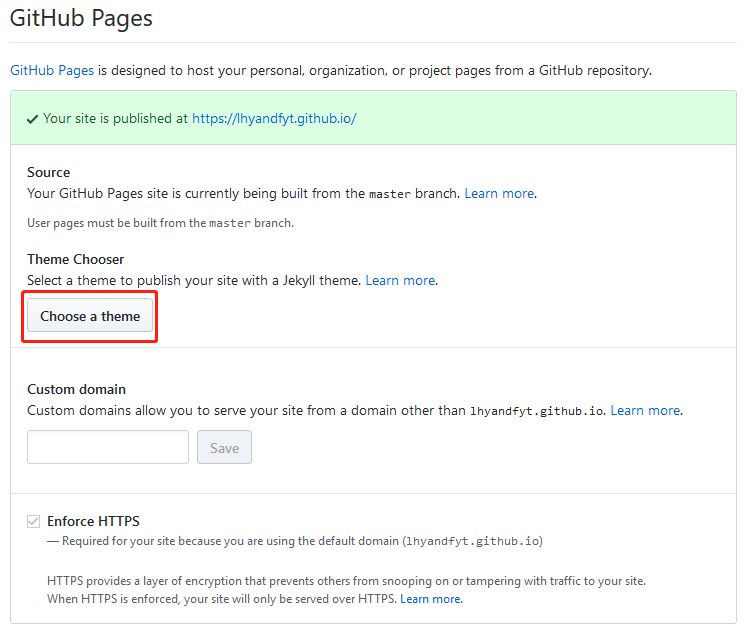 GitHub Pages
GitHub Pages is designed to host your personal, organization, or project pages from a GitHub repository.
Your site is published at https://lhyandfyt.github.io/
Source
Your GitHub Pages site is currently being built from the master branch. Learn more.
User pages must be built from the master branch.
Theme Chooser
Select a theme to publish your site with a Jekyll theme. Learn more.
Choose a theme
Custom domain
Custom domains allow you to serve your site from a domain other than lhyandfyt.github.io. Learn more.
Save
Enforce HTTPS
— Required for your site because you are using the default domain (lhyandfyt.github.io)
HTTPS provides a layer of encryption that prevents others from snooping on or tampering with traffic to your site.
When HTTPS is enforced, your site will only be served over HTTPS. Learn more.